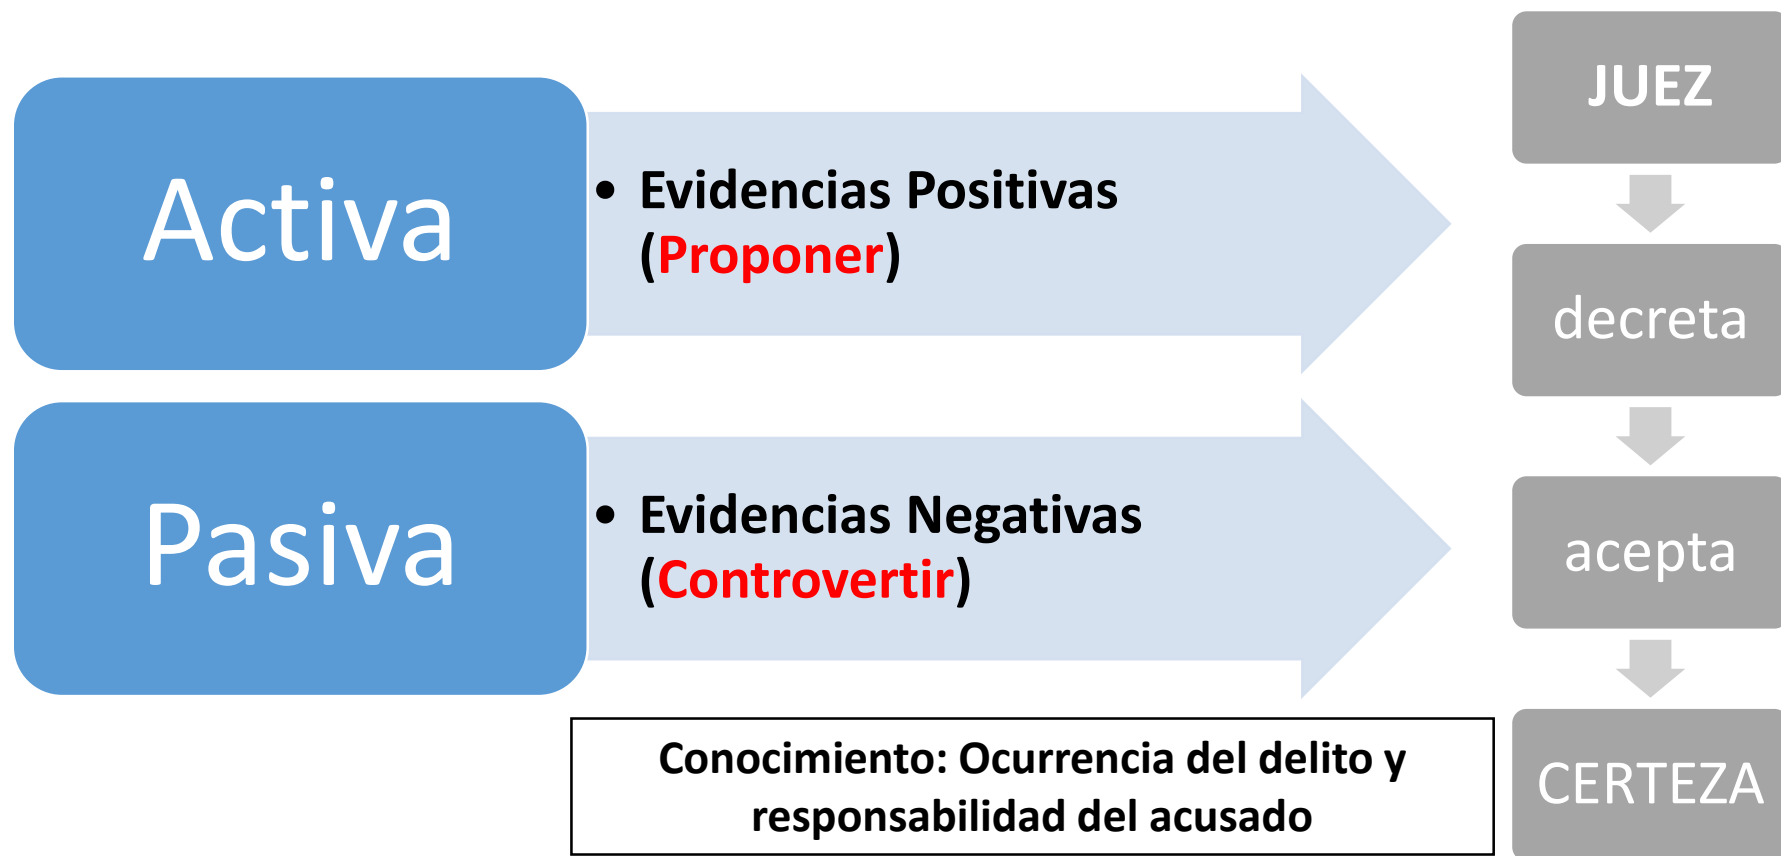 Activa
• Evidencias Positivas
(Proponer)
Pasiva
• Evidencias Negativas
(Controvertir)
Conocimiento: Ocurrencia del delito y
responsabilidad del acusado
JUEZ
decreta
acepta
CERTEZA